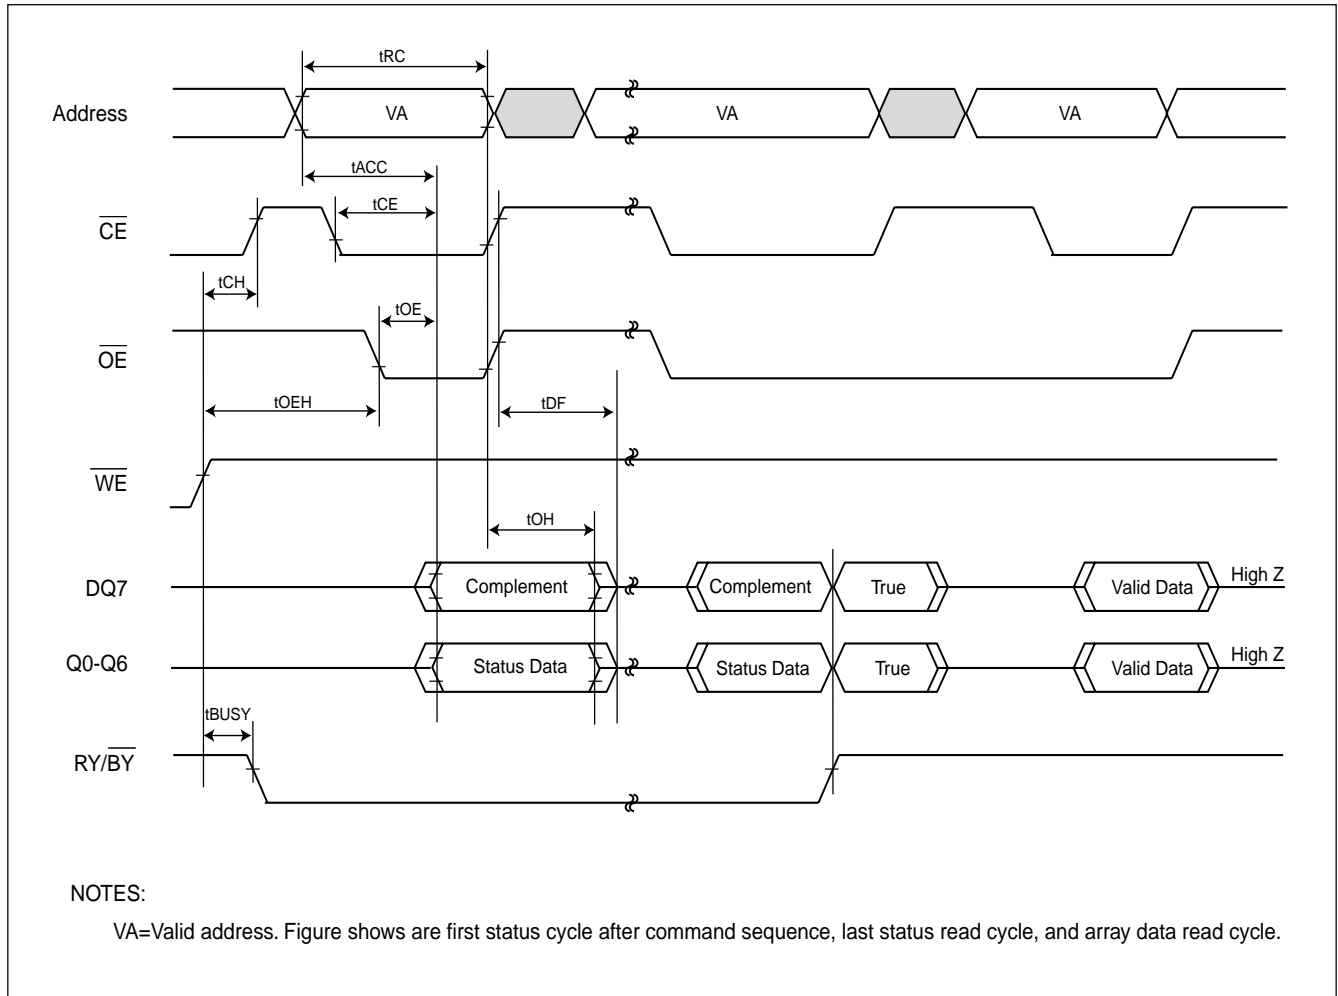 tRC
Address VA VA VA
tACC
tCE
CE
tCH
tOE
OE
tOEH tDF
WE
tOH
DQ7 Complement Complement True Valid Data High Z
Q0-Q6 Status Data Status Data True Valid Data High Z
tBUSY
RY/BY
NOTES:
VA=Valid address. Figure shows are first status cycle after command sequence, last status read cycle, and array data read cycle.